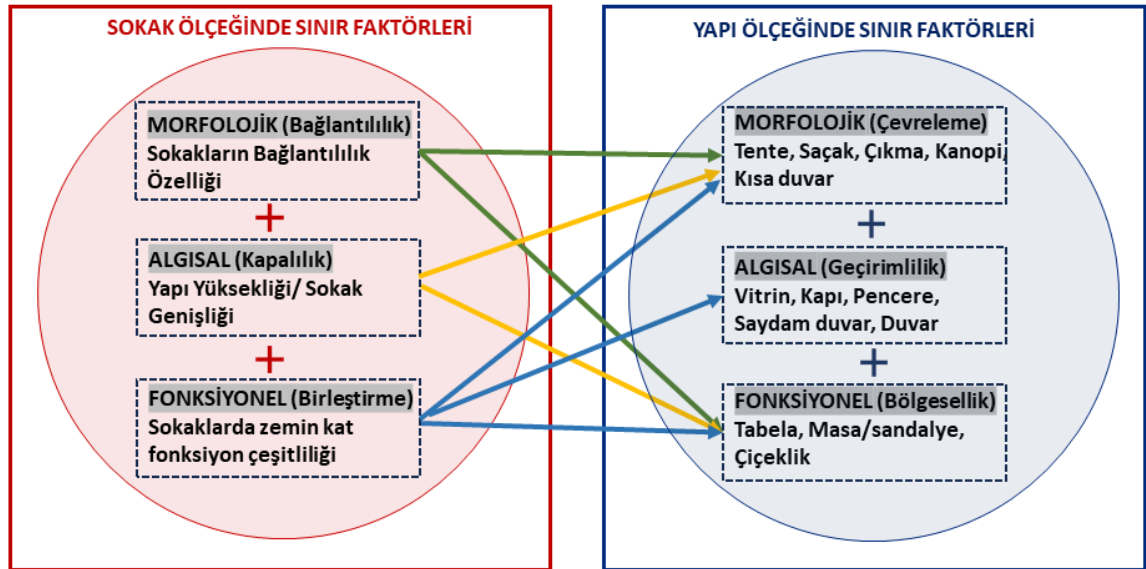 SOKAK ÖLÇEĞİNDE SINIR FAKTÖRLERİ
MORFOLOJİK (Bağlantılılık)
Sokakların Bağlantılılık
Özelliği
+
ALGISAL (Kapalılık)
Yapı Yüksekliği/ Sokak
Genişliği
+
FONKSİYONEL (Birleştirme)
Sokaklarda zemin kat
fonksiyon çeşitliliği
YAPI ÖLÇEĞİNDE SINIR FAKTÖRLERİ
MORFOLOJİK (Çevreleme)
Tente, Saçak, Çıkma, Kanopi,
Kısa duvar
+
ALGISAL (Geçirimlilik)
Vitrin, Kapı, Pencere,
Saydam duvar, Duvar
+
FONKSİYONEL (Bölgesellik)
Tabela, Masa/sandalye,
Çiçeklik